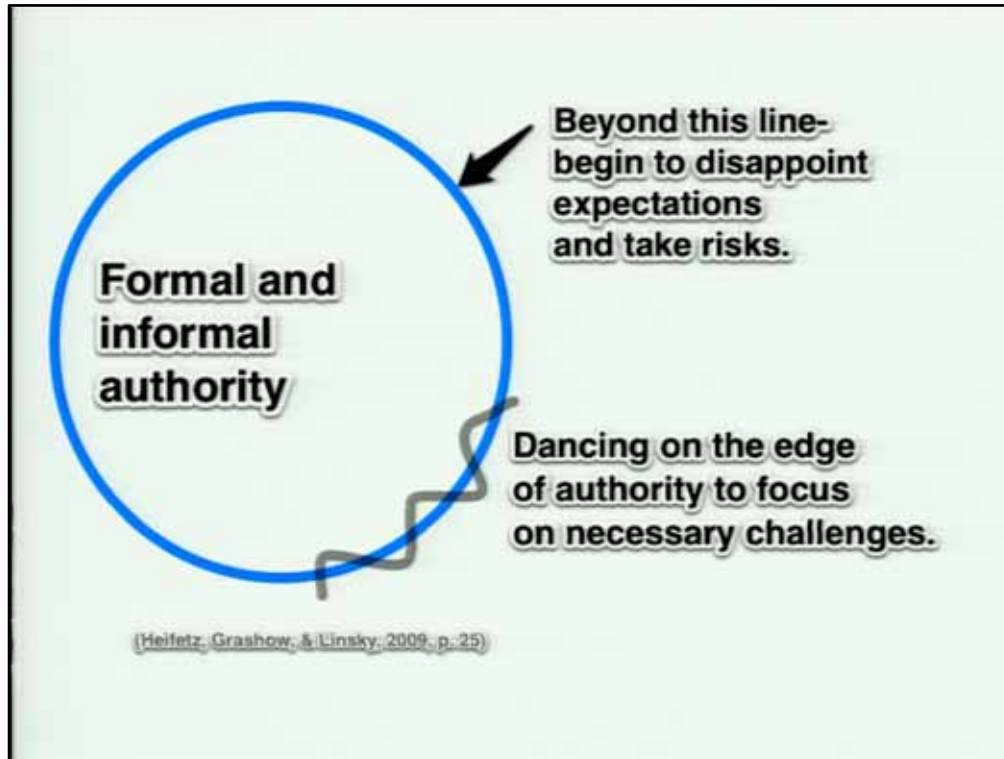 Formal and
informal
authority
Beyond this line-
begin to disappoint
expectations
and take risks.
Dancing on the edge
of authority to focus
on necessary challenges.
(Heifetz, Grashow, & Linsky, 2009, p. 25)